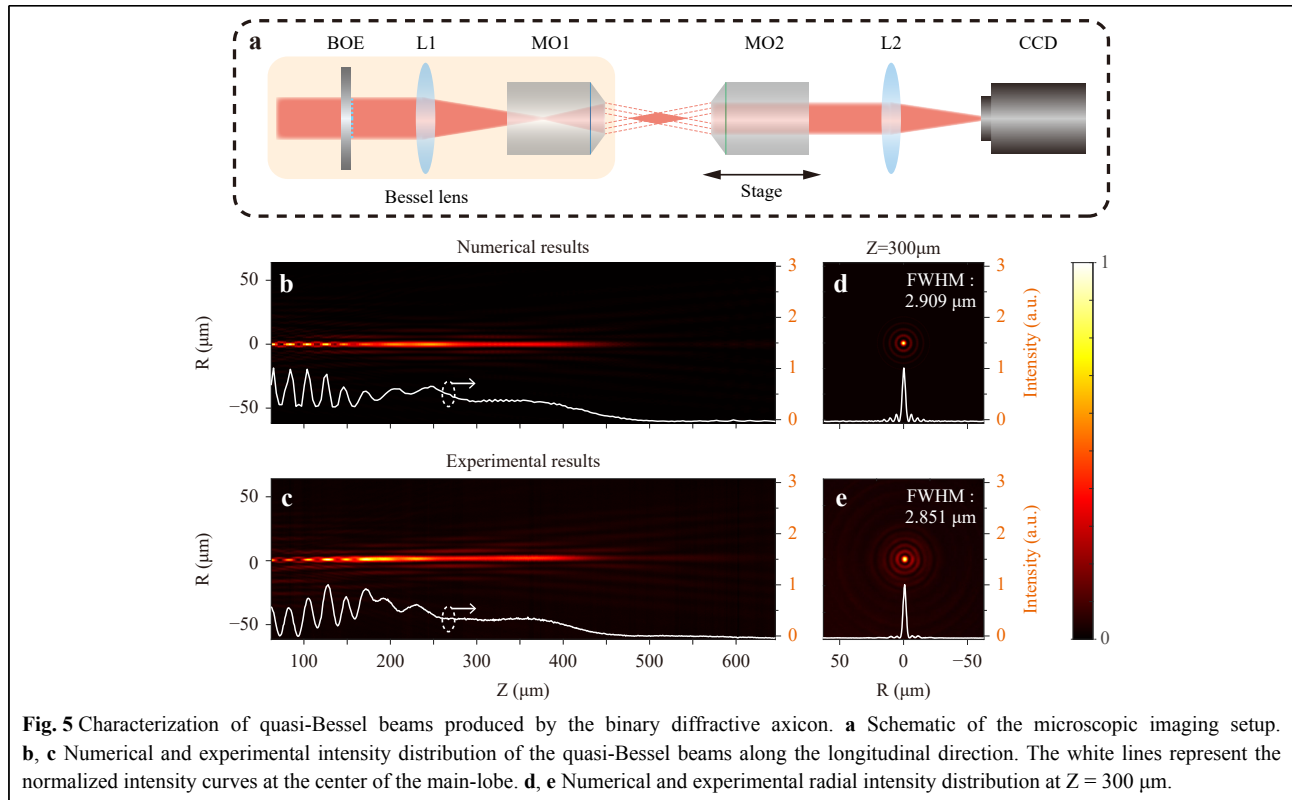 a
BOE
L1
MO1
MO2
L2
CCD
Bessel lens
Stage
Numerical results
Z=300μm
b
50
0
−50
R (μm)
3
2
1
0
d
FWHM :
2.909 μm
3
2
1
0
Intensity (a.u.)
1
0
Experimental results
c
50
0
−50
R (μm)
100
200
300
400
500
600
Z (μm)
3
2
1
0
e
FWHM :
2.851 μm
3
2
1
0
Intensity (a.u.)
50
0
−50
R (μm)
Fig. 5 Characterization of quasi-Bessel beams produced by the binary diffractive axicon. a Schematic of the microscopic imaging setup.
b, c Numerical and experimental intensity distribution of the quasi-Bessel beams along the longitudinal direction. The white lines represent the
normalized intensity curves at the center of the main-lobe. d, e Numerical and experimental radial intensity distribution at Z = 300 μm.